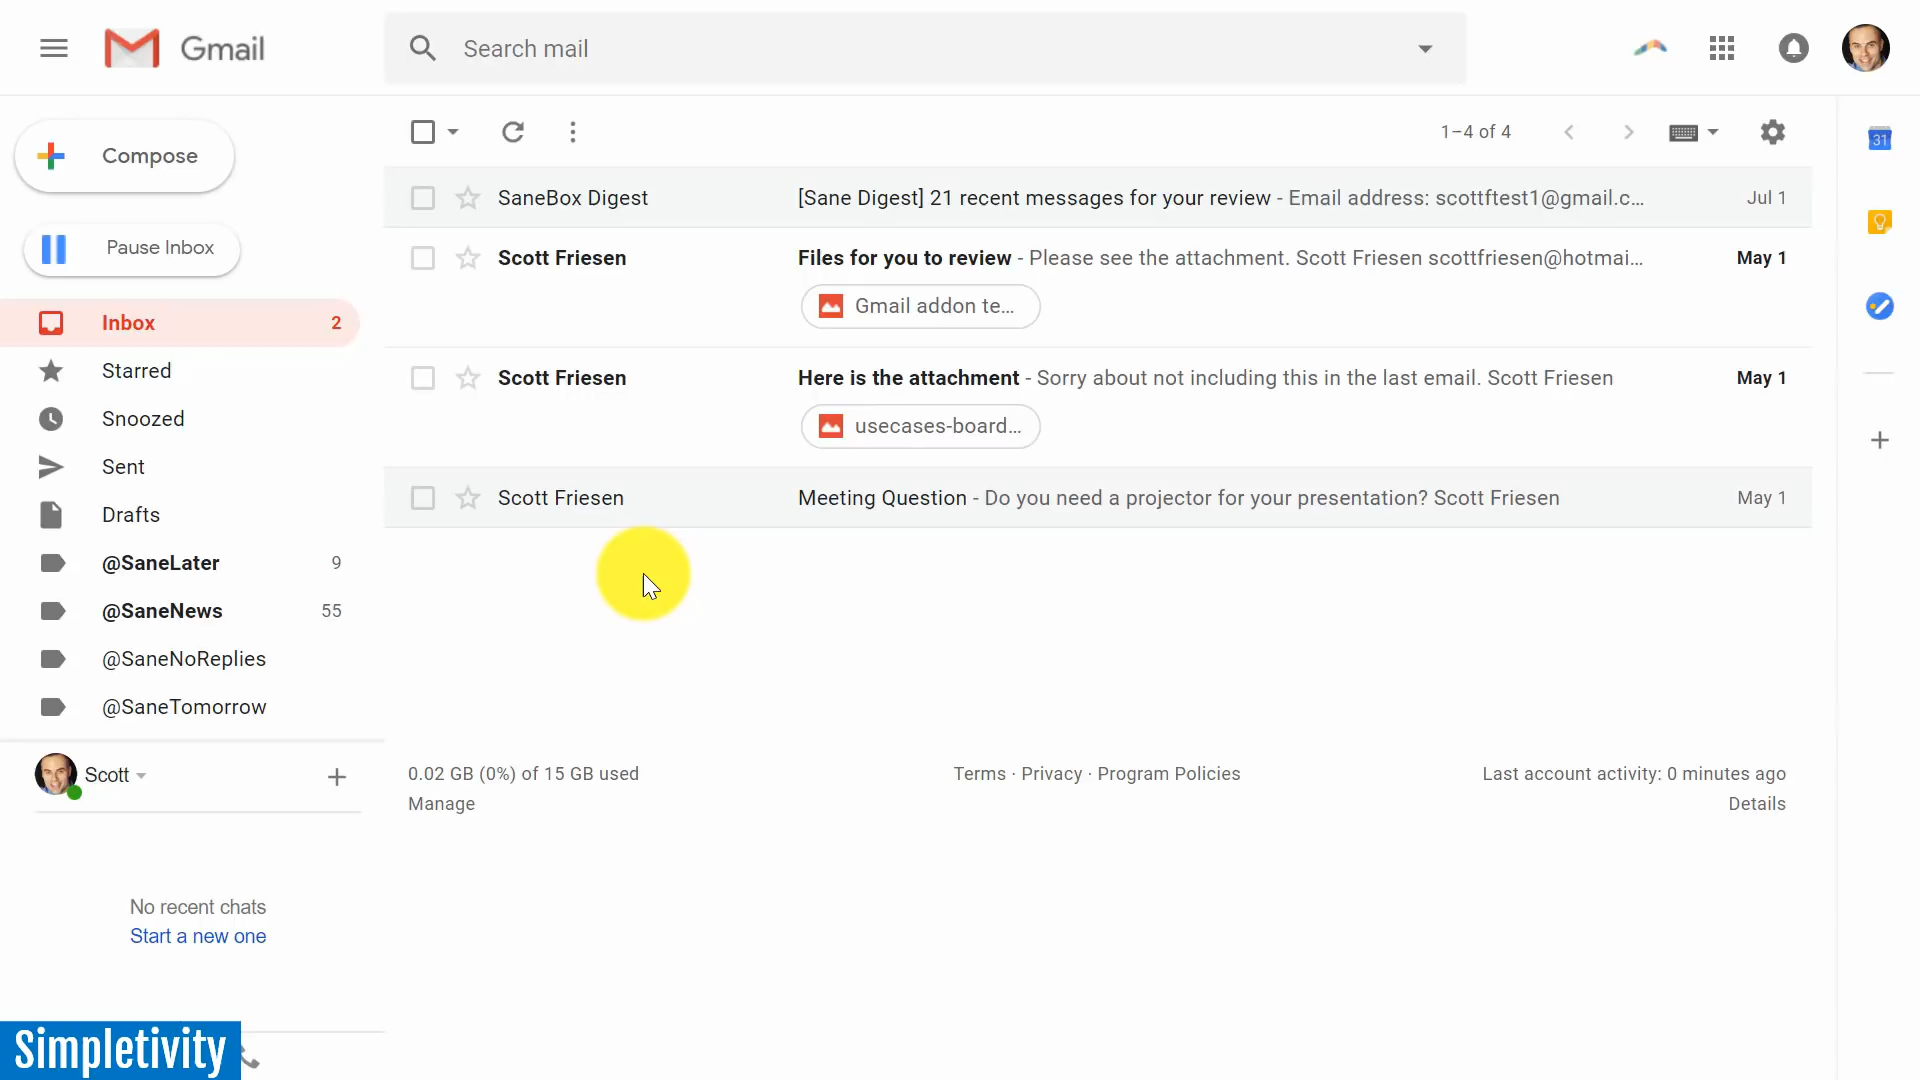 Gmail
Search mail
Compose
1–4 of 4
31
SaneBox Digest [Sane Digest] 21 recent messages for your review - Email address: scottftest1@gmail.c... Jul 1
Pause Inbox
Scott Friesen Files for you to review - Please see the attachment. Scott Friesen scottfriesen@hotmai... May 1
Gmail addon te...
Inbox 2
Starred
Scott Friesen Here is the attachment - Sorry about not including this in the last email. Scott Friesen May 1
Snoozed
usecases-board...
Sent
Scott Friesen Meeting Question - Do you need a projector for your presentation? Scott Friesen May 1
Drafts
@SaneLater 9
@SaneNews 55
@SaneNoReplies
@SaneTomorrow
Scott
0.02 GB (0%) of 15 GB used Terms · Privacy · Program Policies Last account activity: 0 minutes ago
Manage Details
No recent chats
Start a new one
Simpletivity